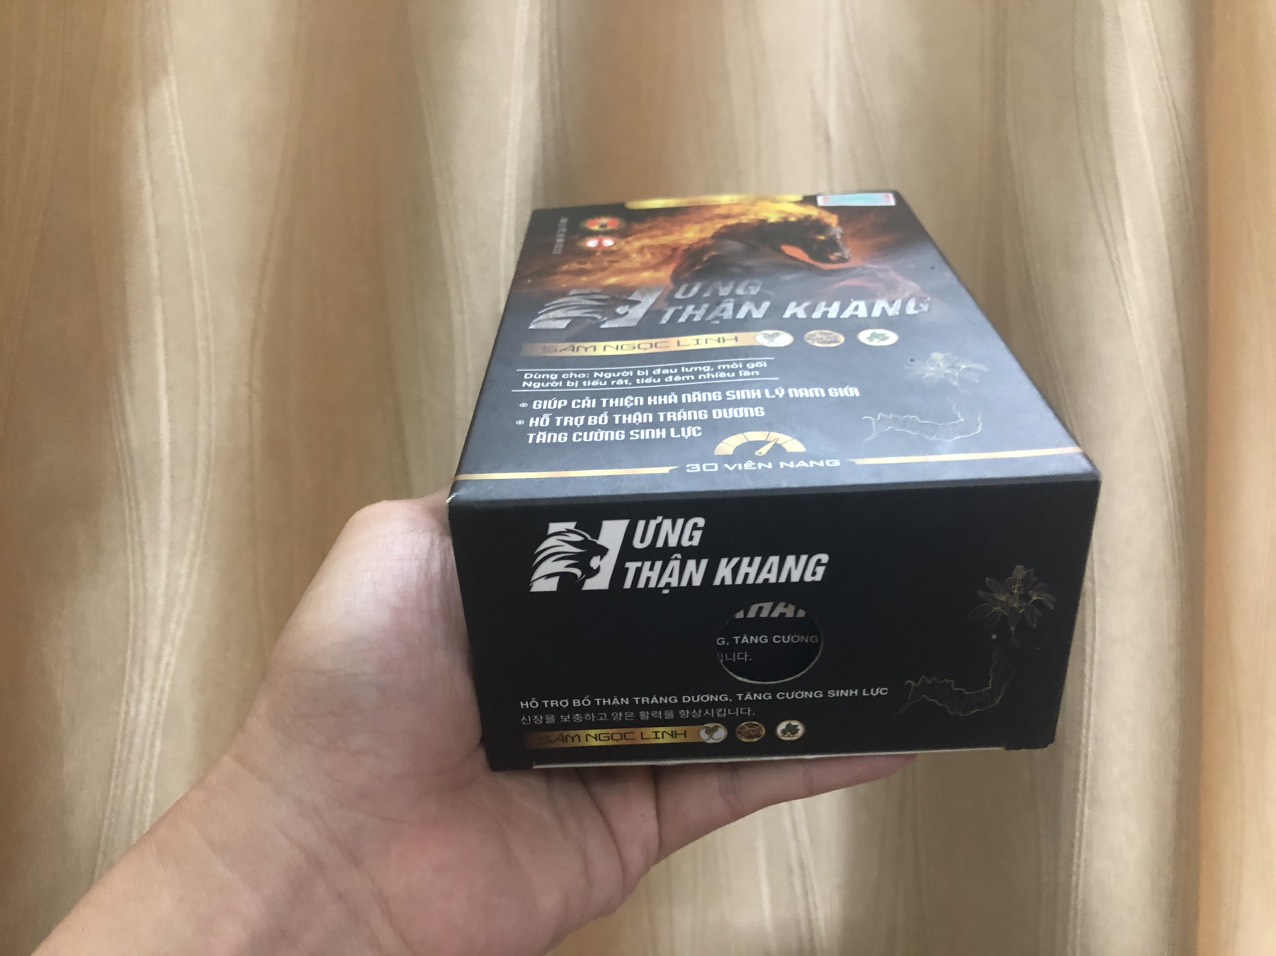 HƯNG
THẬN KHANG
SÂM NGỌC LINH
Dùng cho: Người bị đau lưng, mỏi gối
Người bị tiểu rắt, tiểu đêm nhiều lần
GIÚP CẢI THIỆN KHẢ NĂNG SINH LÝ NAM GIỚI
HỖ TRỢ BỔ THẬN TRÁNG DƯƠNG
TĂNG CƯỜNG SINH LỰC
30 VIÊN NANG
HƯNG
THẬN KHANG
G, TĂNG CƯỜNG
니다.
HỖ TRỢ BỔ THẬN TRÁNG DƯƠNG, TĂNG CƯỜNG SINH LỰC
신장을 보충하고 양은 활력을 향상시킵니다.
SÂM NGỌC LINH